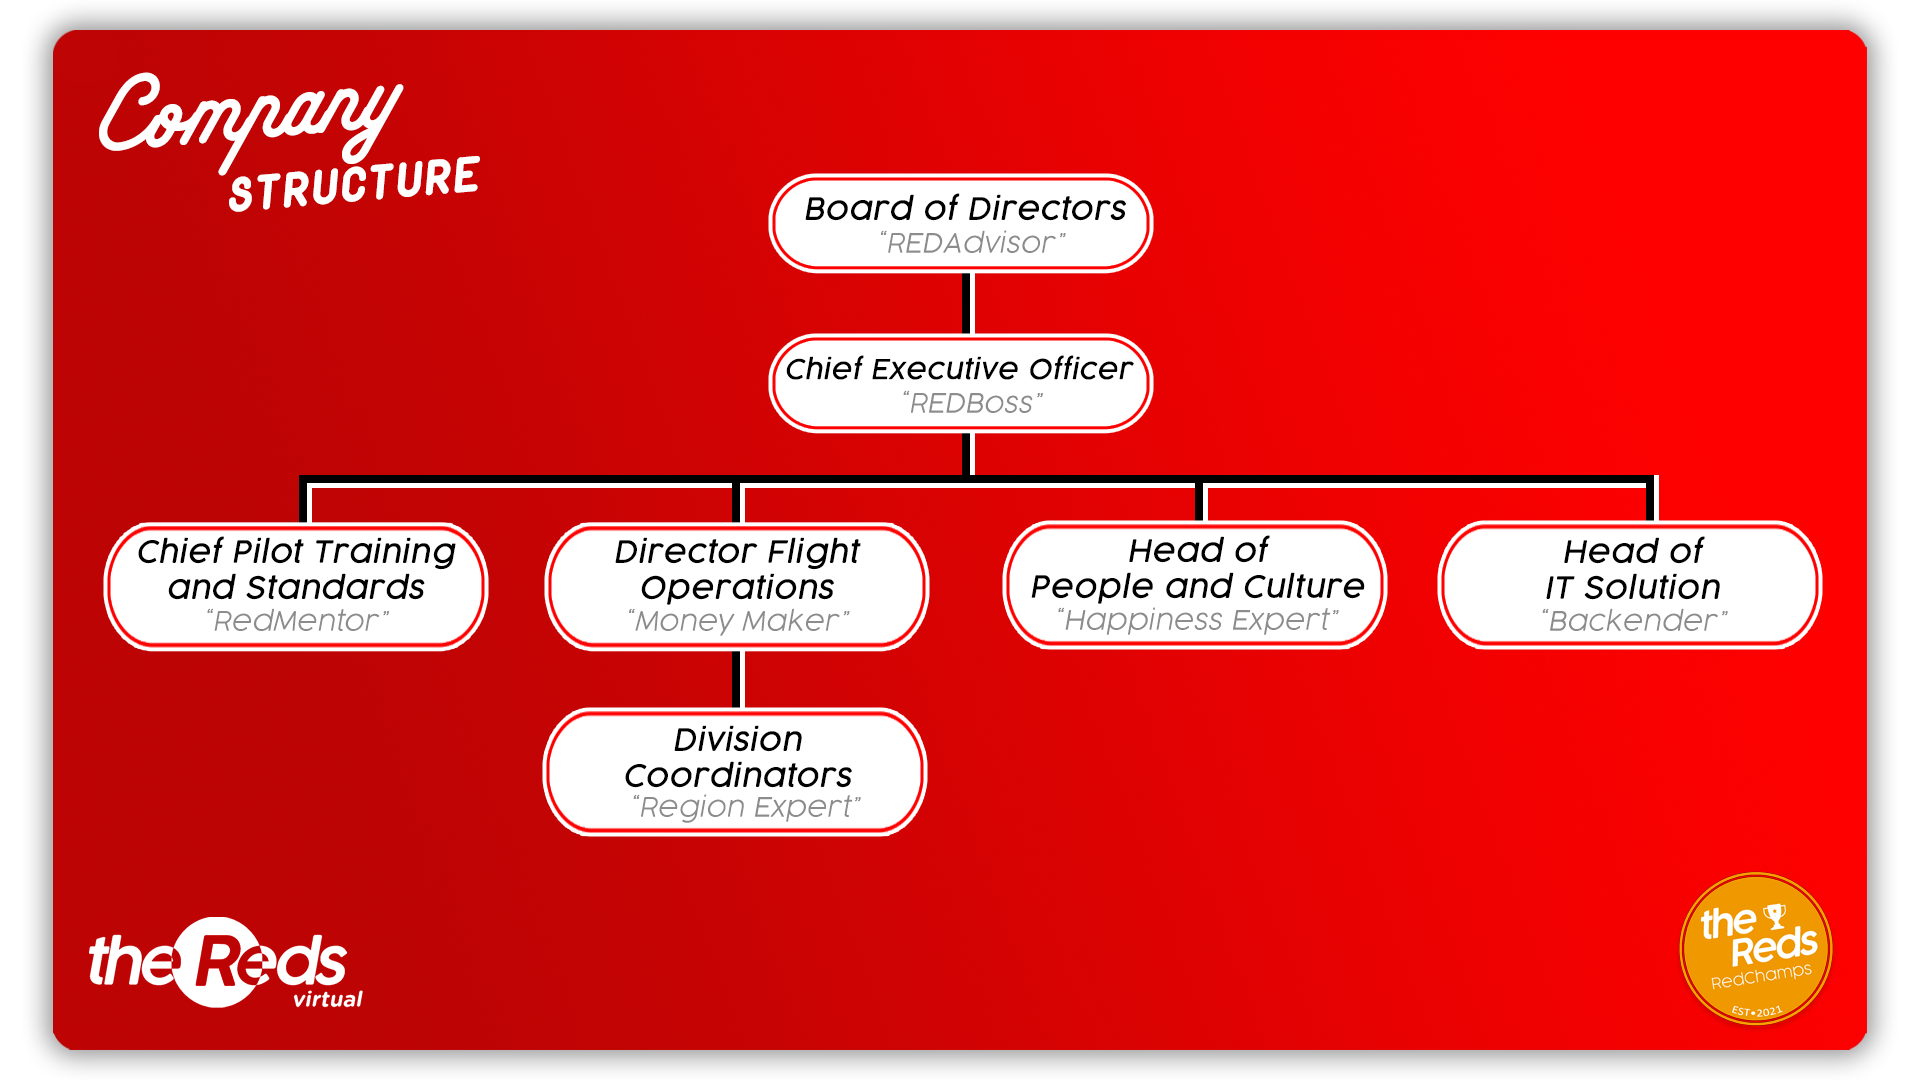 Company
STRUCTURE
Board of Directors
“REDAdvisor”
Chief Executive Officer
“REDBoss”
Chief Pilot Training
and Standards
“RedMentor”
Director Flight
Operations
“Money Maker”
Head of
People and Culture
“Happiness Expert”
Head of
IT Solution
“Backender”
Division
Coordinators
“Region Expert”
the Reds
virtual
the
Reds
RedChamps
EST•2021